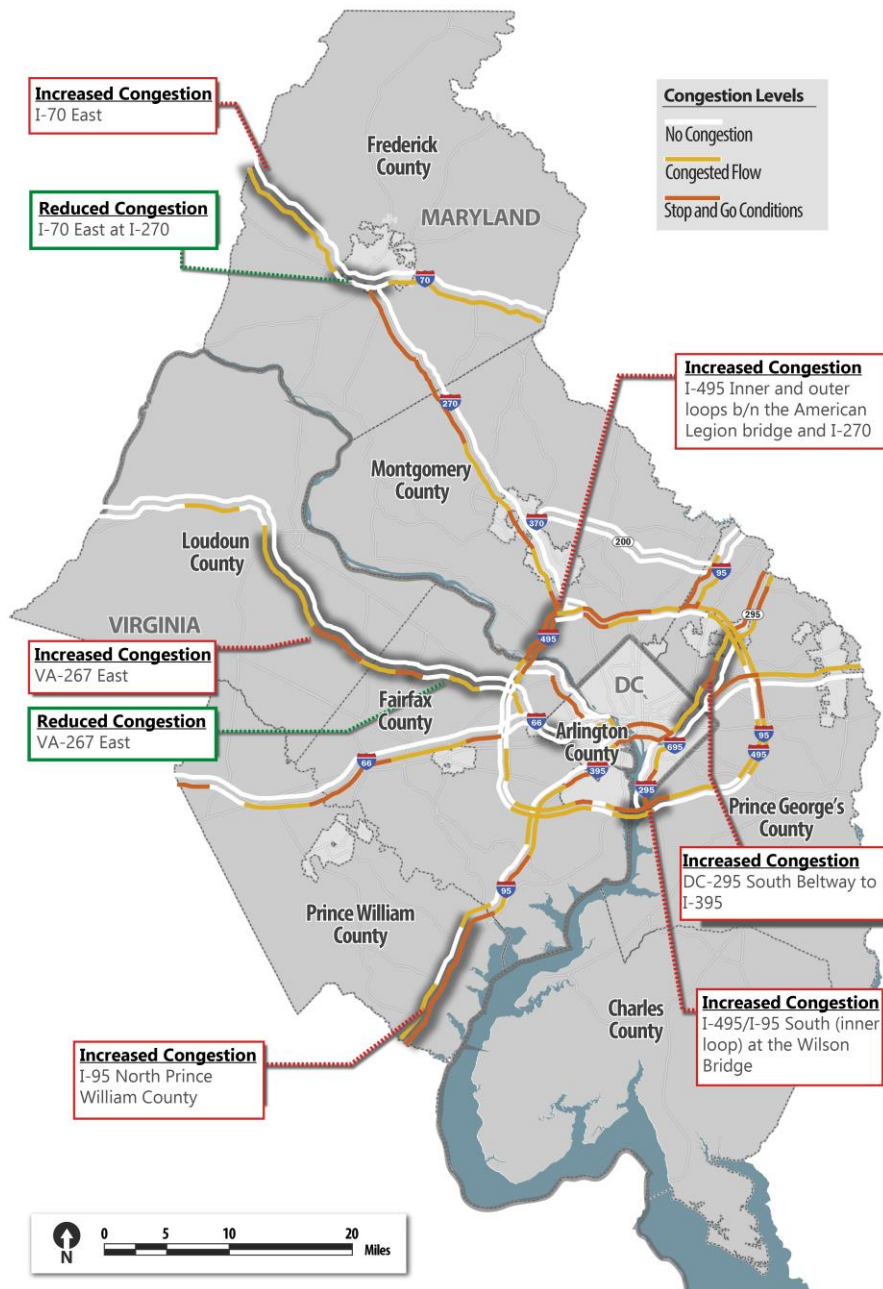 Increased Congestion
I-70 East
Frederick
County
Congestion Levels
No Congestion
Congested Flow
Stop and Go Conditions
Reduced Congestion
I-70 East at I-270
MARYLAND
70
Increased Congestion
I-495 Inner and outer
loops b/n the American
Legion bridge and I-270
270
Montgomery
County
370
200
95
Loudoun
County
295
495
VIRGINIA
Increased Congestion
VA-267 East
DC
Reduced Congestion
VA-267 East
Fairfax
County
66
Arlington
County
695
95
495
66
395
295
Prince George's
County
Increased Congestion
DC-295 South Beltway to
I-395
95
Prince William
County
Charles
County
Increased Congestion
I-495/I-95 South (inner
loop) at the Wilson
Bridge
Increased Congestion
I-95 North Prince
William County
N
0 5 10 20
Miles